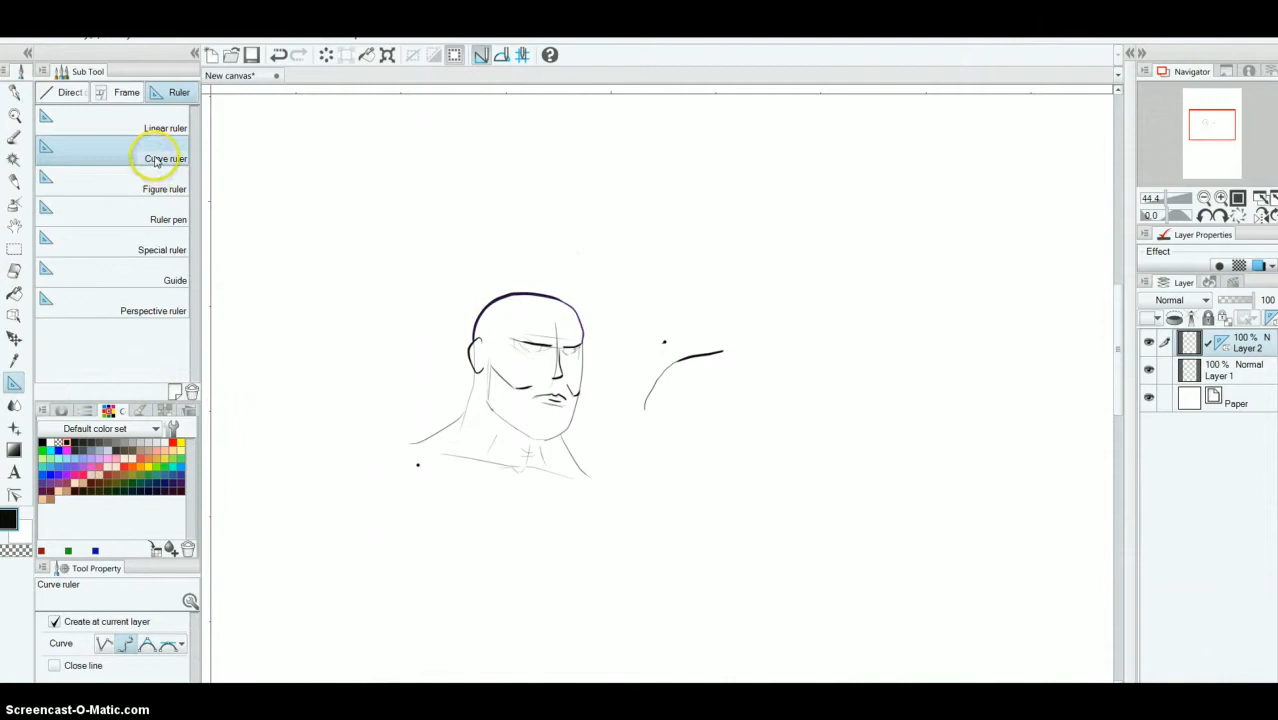 Sub Tool
New canvas*
Navigator
Direc
Frame
Ruler
Linear ruler
Curve ruler
Figure ruler
Ruler pen
Special ruler
Guide
Perspective ruler
44.4
0.0
Layer Properties
Effect
Layer
Normal
100
100 % N
Layer 2
100 % Normal
Layer 1
Paper
Default color set
Tool Property
Curve ruler
Create at current layer
Curve
Close line
Screencast-O-Matic.com